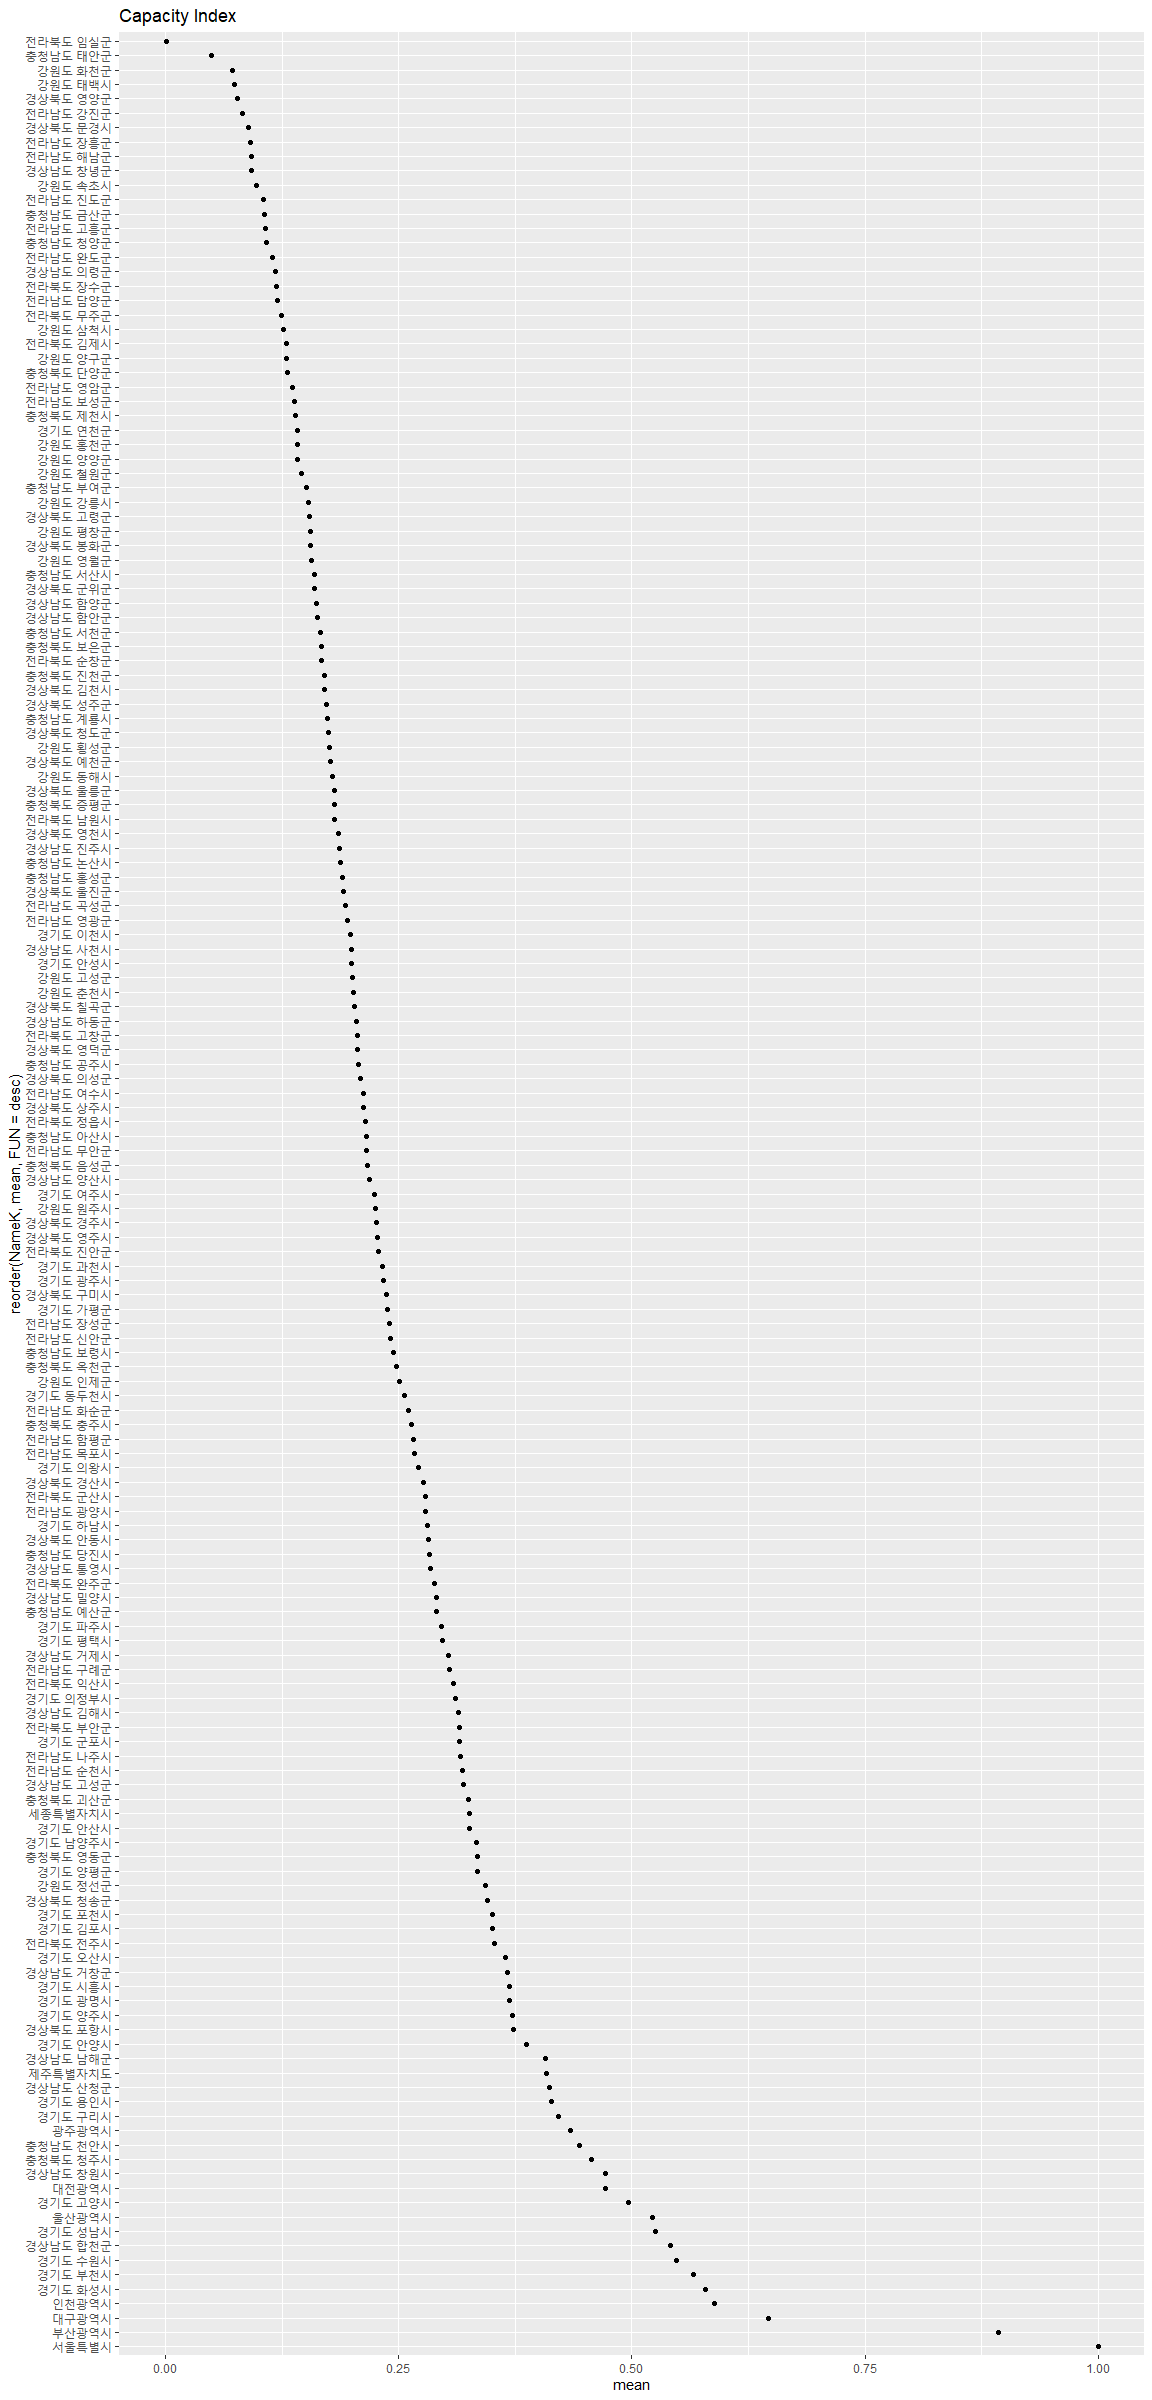 Capacity Index
전라북도 임실군
충청남도 태안군
강원도 화천군
강원도 태백시
경상북도 영양군
전라남도 강진군
경상북도 문경시
전라남도 장흥군
전라남도 해남군
경상남도 창녕군
강원도 속초시
전라남도 진도군
충청남도 금산군
전라남도 고흥군
충청남도 청양군
전라남도 완도군
경상남도 의령군
전라북도 장수군
전라남도 담양군
전라북도 무주군
강원도 삼척시
전라북도 김제시
강원도 양구군
충청북도 단양군
전라남도 영암군
전라남도 보성군
충청북도 제천시
경기도 연천군
강원도 홍천군
강원도 양양군
강원도 철원군
충청남도 부여군
강원도 강릉시
경상북도 고령군
강원도 평창군
경상북도 봉화군
강원도 영월군
충청남도 서산시
경상북도 군위군
경상남도 함양군
경상남도 함안군
충청남도 서천군
충청북도 보은군
전라북도 순창군
충청북도 진천군
경상북도 김천시
경상북도 성주군
충청남도 계룡시
경상북도 청도군
강원도 횡성군
경상북도 예천군
강원도 동해시
경상북도 울릉군
충청북도 증평군
전라북도 남원시
경상북도 영천시
경상남도 진주시
충청남도 논산시
충청남도 홍성군
경상북도 울진군
전라남도 곡성군
전라남도 영광군
경기도 이천시
경상남도 사천시
경기도 안성시
강원도 고성군
강원도 춘천시
경상북도 칠곡군
경상남도 하동군
전라북도 고창군
경상북도 영덕군
충청남도 공주시
경상북도 의성군
전라남도 여수시
경상북도 상주시
전라북도 정읍시
충청남도 아산시
전라남도 무안군
충청북도 음성군
경상남도 양산시
경기도 여주시
강원도 원주시
경상북도 경주시
경상북도 영주시
전라북도 진안군
경기도 과천시
경기도 광주시
경상북도 구미시
경기도 가평군
전라남도 장성군
전라남도 신안군
충청남도 보령시
충청북도 옥천군
강원도 인제군
경기도 동두천시
전라남도 화순군
충청북도 충주시
전라남도 함평군
전라남도 목포시
경기도 의왕시
경상북도 경산시
전라북도 군산시
전라남도 광양시
경기도 하남시
경상북도 안동시
충청남도 당진시
경상남도 통영시
전라북도 완주군
경상남도 밀양시
충청남도 예산군
경기도 파주시
경기도 평택시
경상남도 거제시
전라남도 구례군
전라북도 익산시
경기도 의정부시
경상남도 김해시
전라북도 부안군
경기도 군포시
전라남도 나주시
전라남도 순천시
경상남도 고성군
충청북도 괴산군
세종특별자치시
경기도 안산시
경기도 남양주시
충청북도 영동군
경기도 양평군
강원도 정선군
경상북도 청송군
경기도 포천시
경기도 김포시
전라북도 전주시
경기도 오산시
경상남도 거창군
경기도 시흥시
경기도 광명시
경기도 양주시
경상북도 포항시
경기도 안양시
경상남도 남해군
제주특별자치도
경상남도 산청군
경기도 용인시
경기도 구리시
광주광역시
충청남도 천안시
충청북도 청주시
경상남도 창원시
대전광역시
경기도 고양시
울산광역시
경기도 성남시
경상남도 합천군
경기도 수원시
경기도 부천시
경기도 화성시
인천광역시
대구광역시
부산광역시
서울특별시
reorder(NameK, mean, FUN = desc)
0.00 0.25 0.50 0.75 1.00
mean